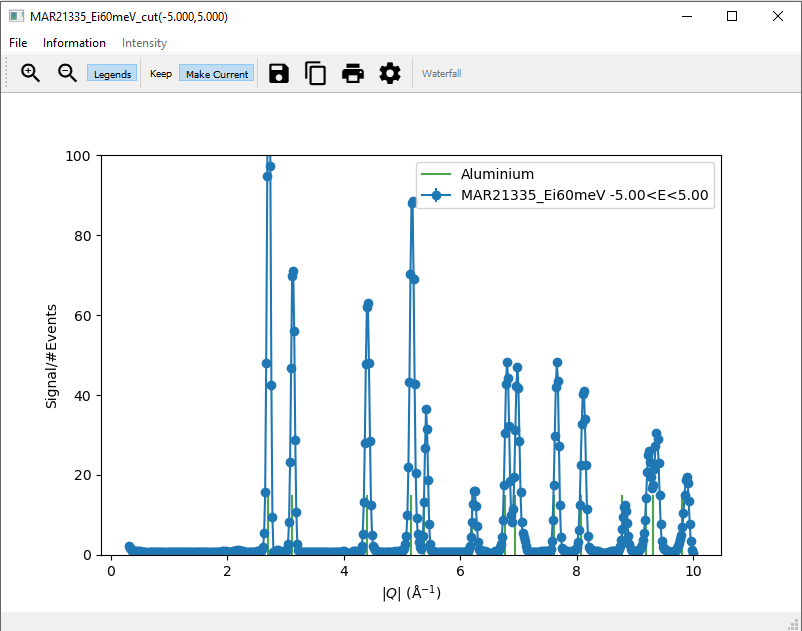 MAR21335_Ei60meV_cut(-5.000,5.000)
File Information Intensity
Legends Keep Make Current Waterfall
Aluminium
MAR21335_Ei60meV -5.00<E<5.00
100
80
60
40
20
0
Signal/#Events
0 2 4 6 8 10
|Q| (Å⁻¹)